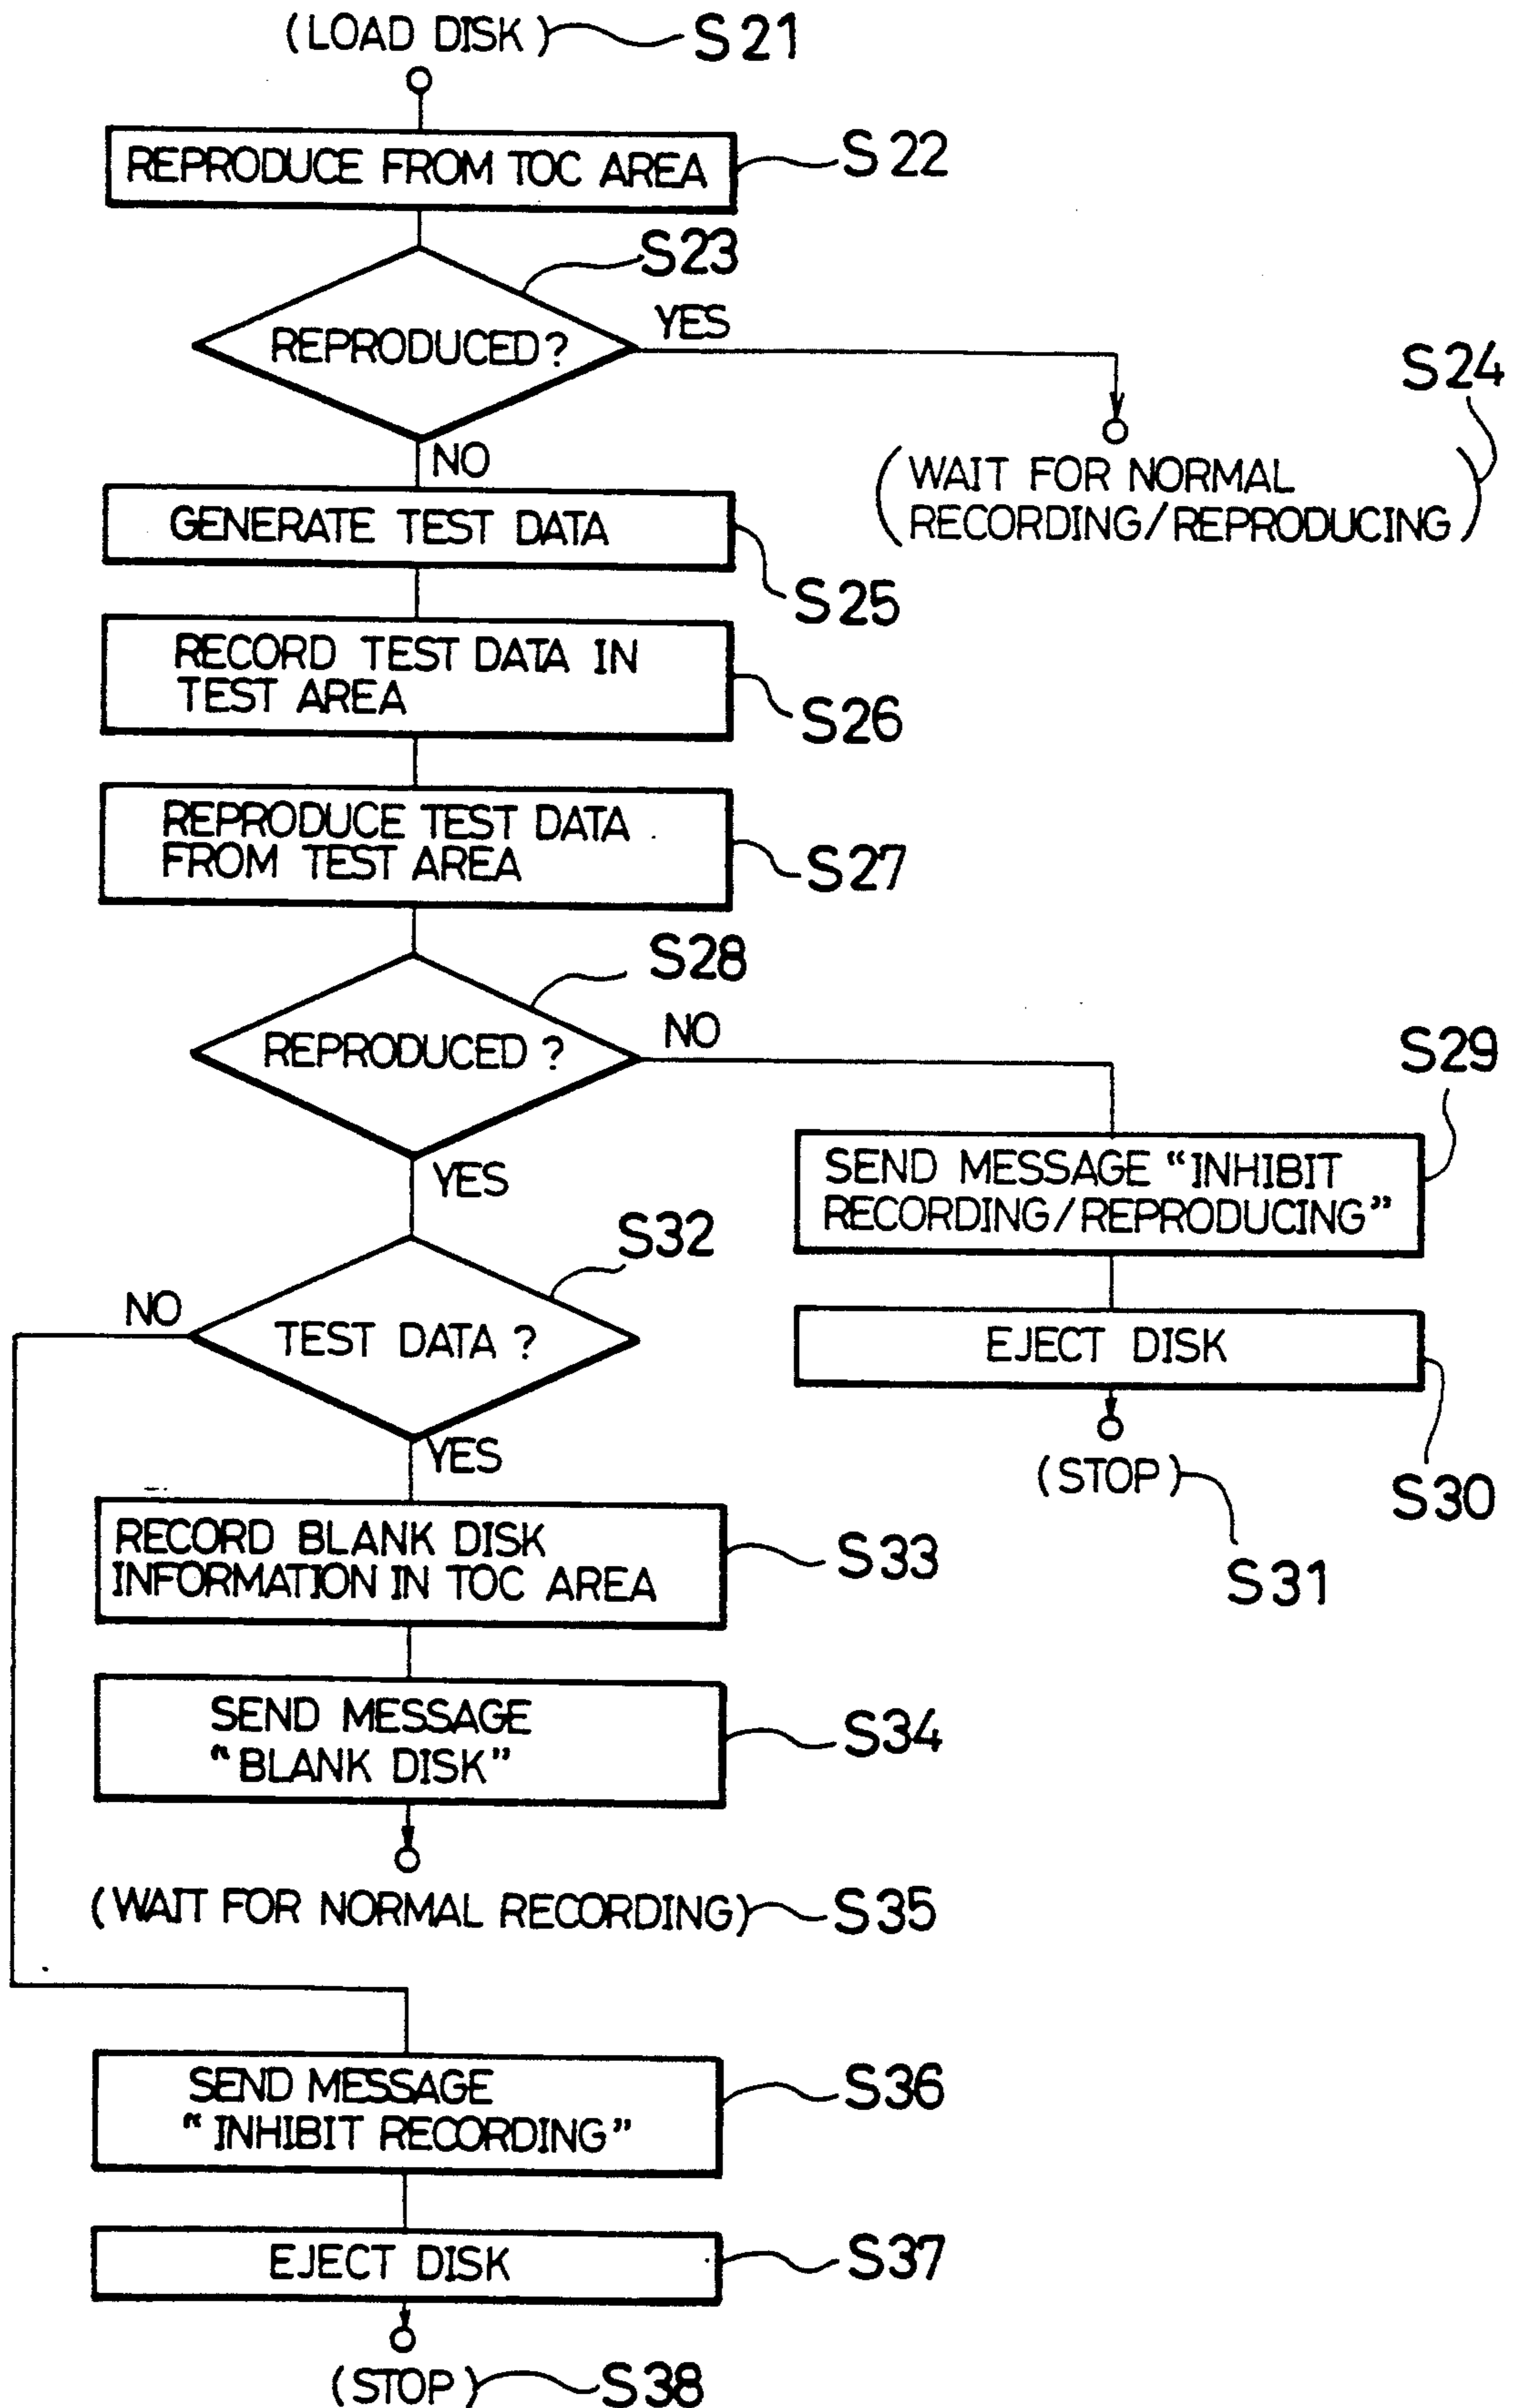 (LOAD DISK) S21
REPRODUCE FROM TOC AREA S22
S23
REPRODUCED? YES
S24
NO
(WAIT FOR NORMAL
RECORDING/REPRODUCING)
GENERATE TEST DATA
S25
RECORD TEST DATA IN
TEST AREA
S26
REPRODUCE TEST DATA
FROM TEST AREA
S27
S28
REPRODUCED?
NO
S29
YES
SEND MESSAGE "INHIBIT
RECORDING/REPRODUCING"
S32
NO
TEST DATA?
EJECT DISK
YES
(STOP)
S30
S31
RECORD BLANK DISK
INFORMATION IN TOC AREA
S33
SEND MESSAGE
"BLANK DISK"
S34
(WAIT FOR NORMAL RECORDING) S35
SEND MESSAGE
"INHIBIT RECORDING"
S36
EJECT DISK S37
(STOP) S38